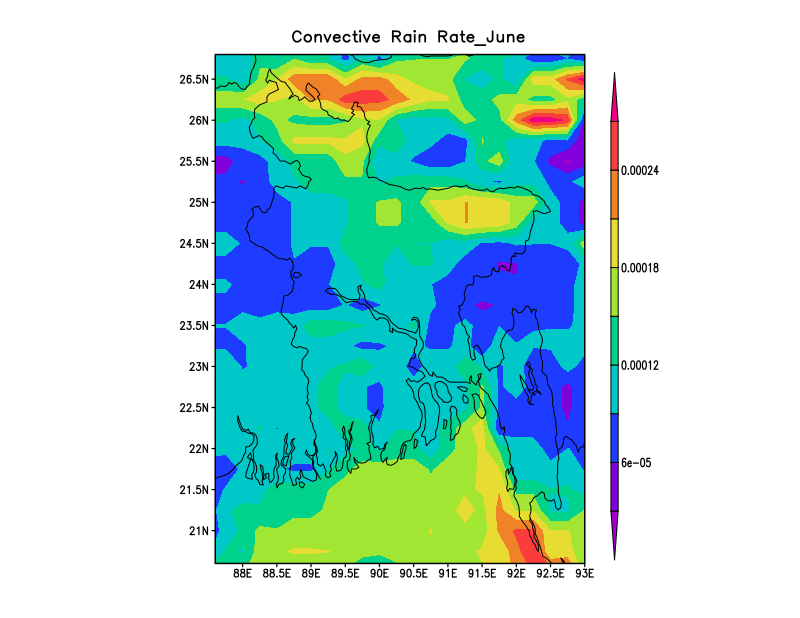 Convective Rain Rate_June
26.5N
26N
25.5N
25N
24.5N
24N
23.5N
23N
22.5N
22N
21.5N
21N
88E 88.5E 89E 89.5E 90E 90.5E 91E 91.5E 92E 92.5E 93E
0.00024
0.00018
0.00012
6e-05